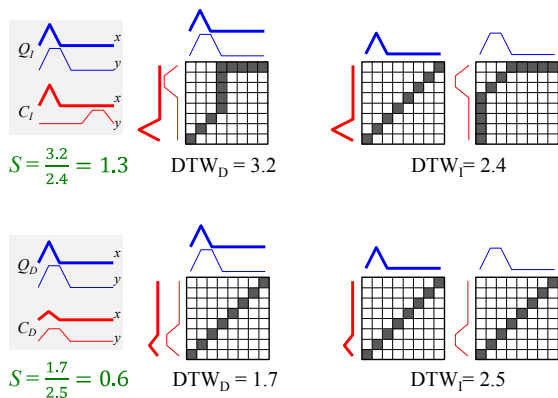 Q_I x
y
C_I x
y
S = 3.2/2.4 = 1.3
DTW_D = 3.2
DTW_I = 2.4
Q_D x
y
C_D x
y
S = 1.7/2.5 = 0.6
DTW_D = 1.7
DTW_I = 2.5